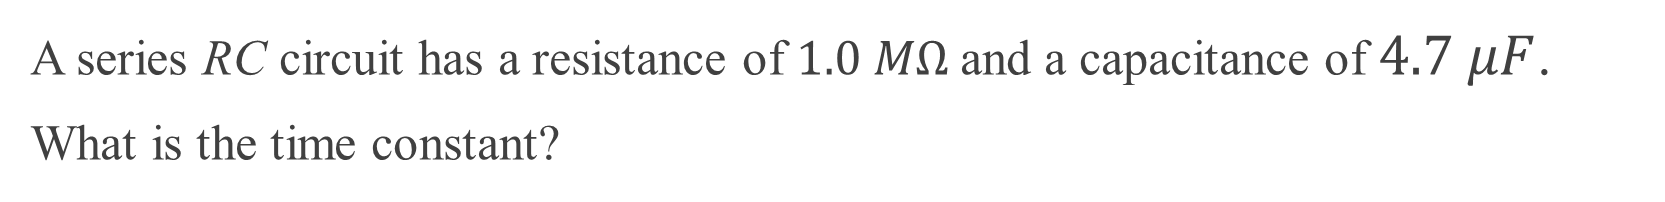 A series RC circuit has a resistance of 1.0 MΩ and a capacitance of 4.7 μF.
What is the time constant?